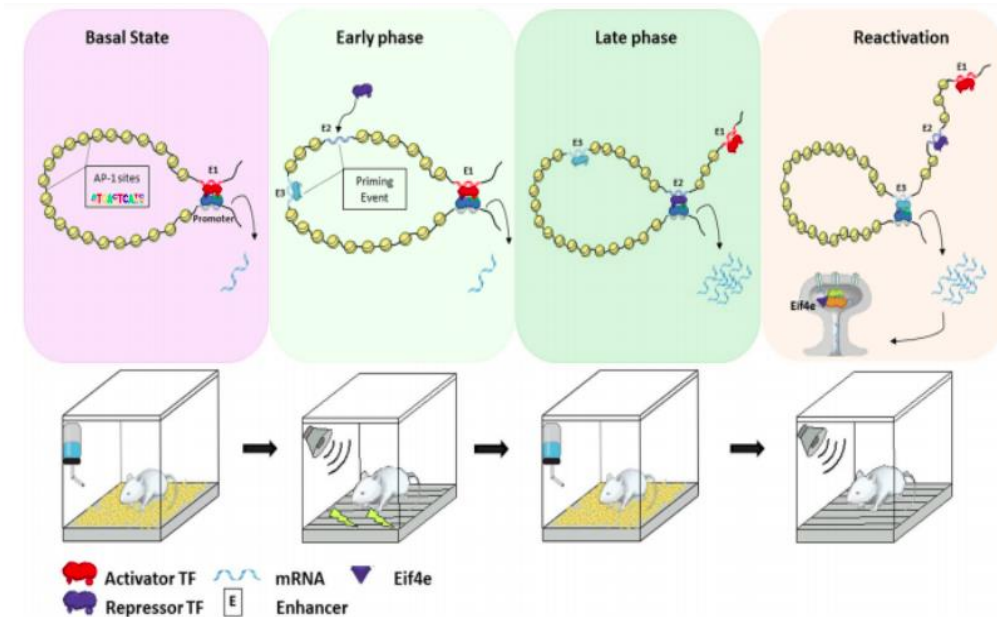 Basal State
Early phase
Late phase
Reactivation
E1
E2
E1
E1
E3
E2
AP-1 sites
E3
Priming
Event
E1
E2
E3
Promoter
Eif4e
Activator TF
mRNA
Eif4e
Repressor TF
E
Enhancer